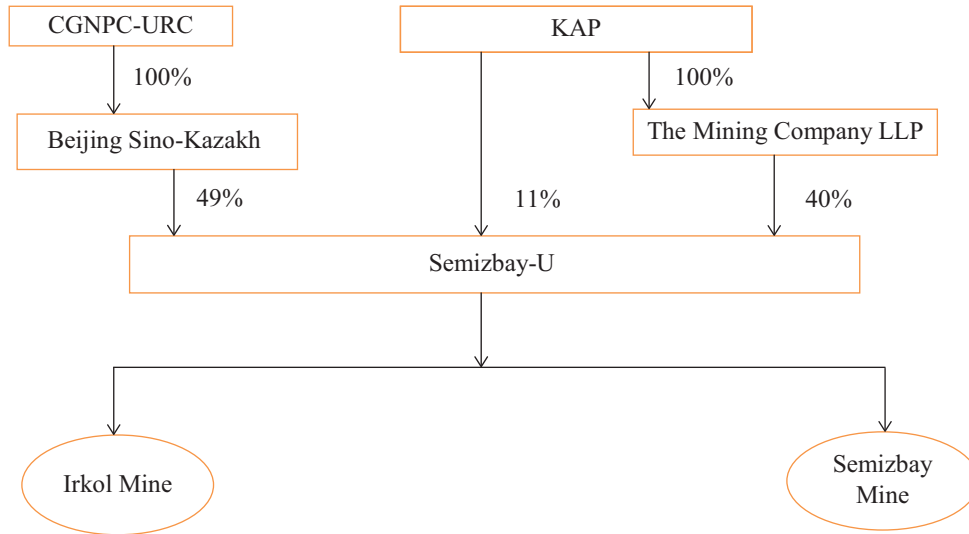 CGNPC-URC
KAP
100%
100%
Beijing Sino-Kazakh
The Mining Company LLP
49%
11%
40%
Semizbay-U
Irkol Mine
Semizbay
Mine